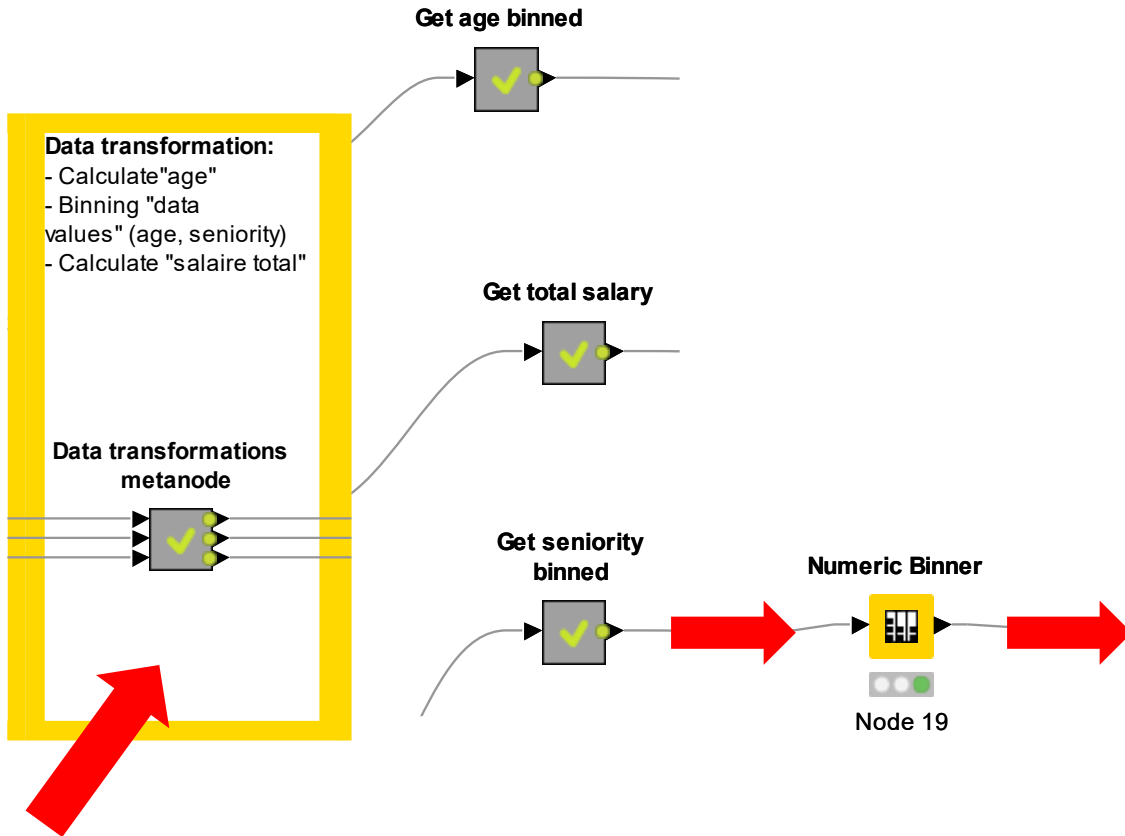 Get age binned
Data transformation:
- Calculate"age"
- Binning "data
values" (age, seniority)
- Calculate "salaire total"
Get total salary
Data transformations
metanode
Get seniority
binned
Numeric Binner
Node 19